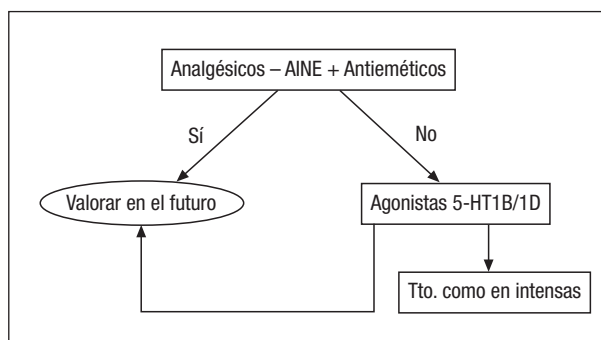 Analgésicos – AINE + Antieméticos
Sí
No
Valorar en el futuro
Agonistas 5-HT1B/1D
Tto. como en intensas